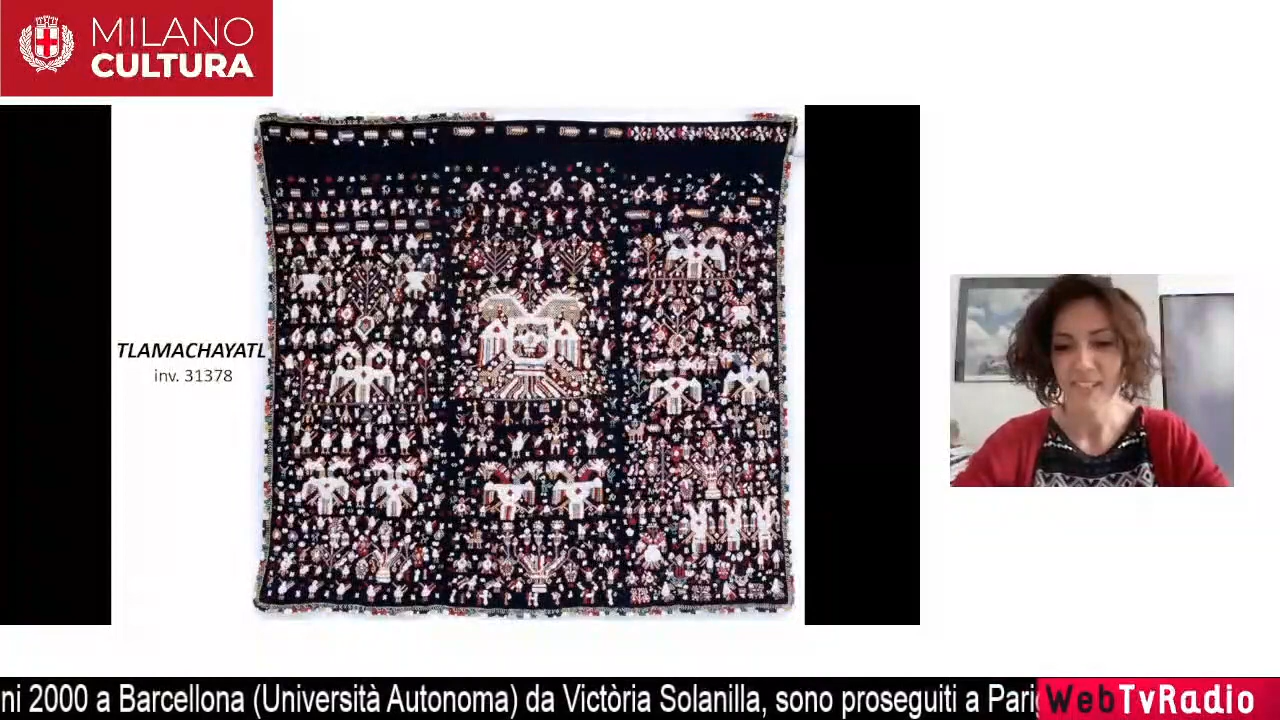 MILANO
CULTURA
TLAMACHAYATL
inv. 31378
ni 2000 a Barcellona (Università Autonoma) da Victòria Solanilla, sono proseguiti a Pari
WebTvRadio